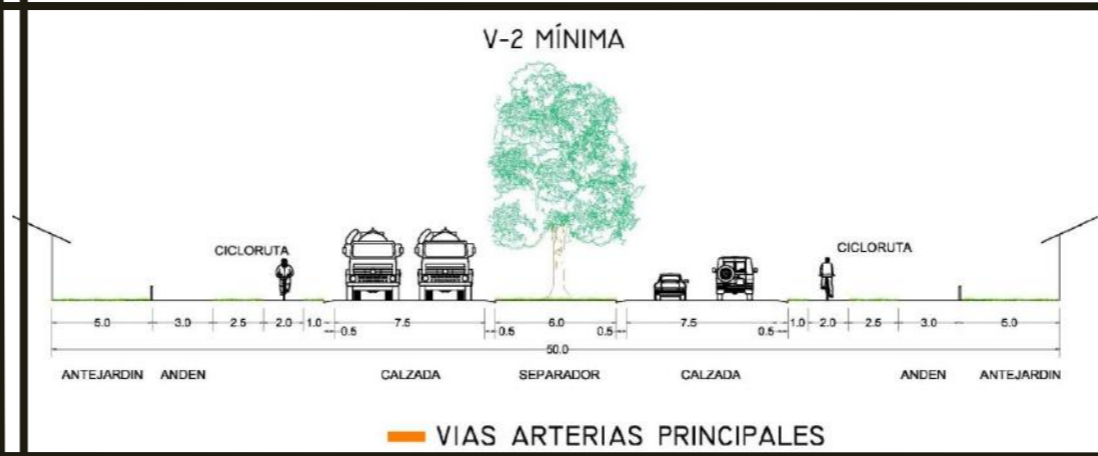 V-2 MÍNIMA
CICLORUTA
CICLORUTA
5.0 3.0 2.5 2.0 1.0 0.5 7.5 0.5 6.0 0.5 7.5 0.5 1.0 2.0 2.5 3.0 5.0
50.0
ANTEJARDIN ANDEN CALZADA SEPARADOR CALZADA ANDEN ANTEJARDIN
VIAS ARTERIAS PRINCIPALES